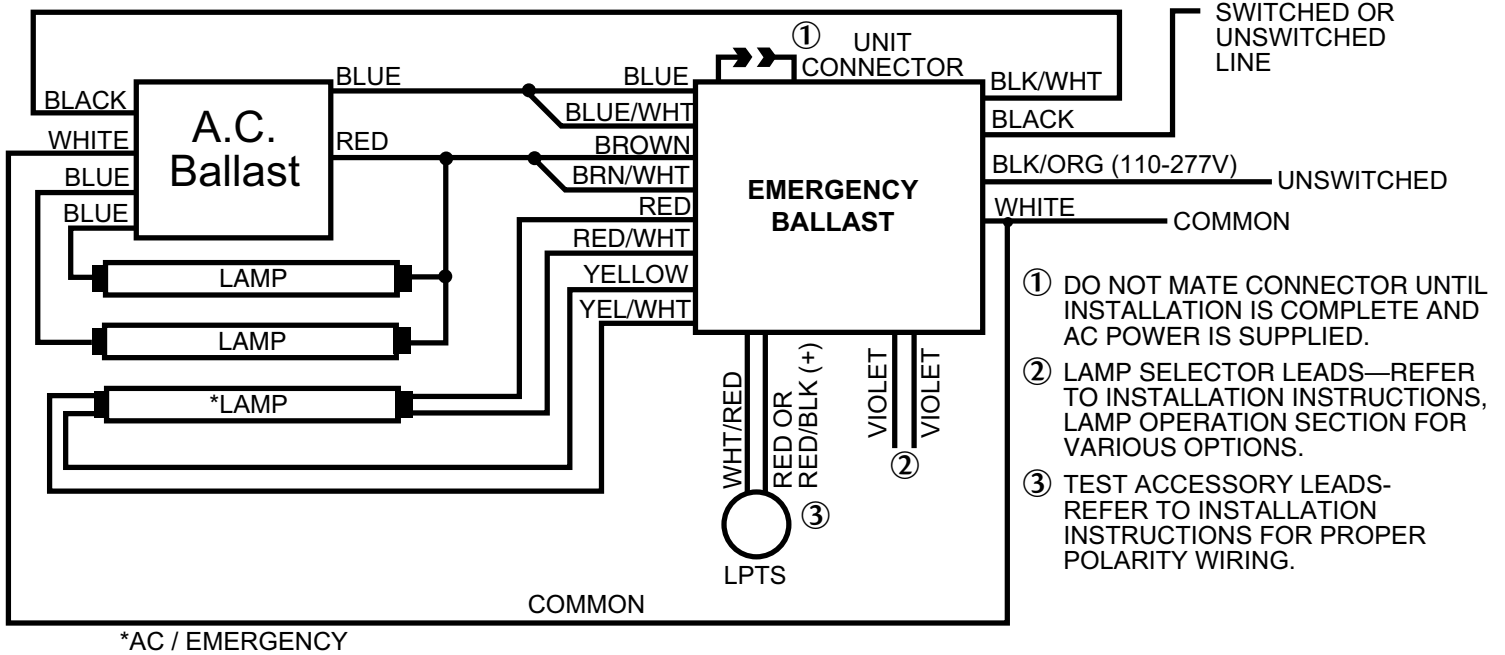 SWITCHED OR
UNSWITCHED
LINE
① UNIT
CONNECTOR
BLACK
WHITE
BLUE
BLUE
A.C.
Ballast
BLUE
RED
BLUE
BLUE/WHT
BROWN
BRN/WHT
RED
RED/WHT
YELLOW
YEL/WHT
EMERGENCY
BALLAST
BLK/WHT
BLACK
BLK/ORG (110-277V)
UNSWITCHED
WHITE
COMMON
LAMP
LAMP
*LAMP
WHT/RED
RED OR
RED/BLK (+)
VIOLET
VIOLET
②
③
LPTS
① DO NOT MATE CONNECTOR UNTIL
INSTALLATION IS COMPLETE AND
AC POWER IS SUPPLIED.
② LAMP SELECTOR LEADS—REFER
TO INSTALLATION INSTRUCTIONS,
LAMP OPERATION SECTION FOR
VARIOUS OPTIONS.
③ TEST ACCESSORY LEADS-
REFER TO INSTALLATION
INSTRUCTIONS FOR PROPER
POLARITY WIRING.
COMMON
*AC / EMERGENCY